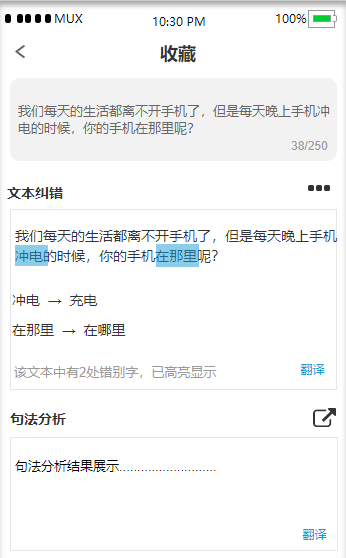 MUX 10:30 PM 100%
收藏
我们每天的生活都离不开手机了，但是每天晚上手机冲
电的时候，你的手机在那里呢?
38/250
文本纠错
我们每天的生活都离不开手机了，但是每天晚上手机
冲电的时候，你的手机在那里呢?
冲电 → 充电
在那里 → 在哪里
该文本中有2处错别字，已高亮显示
翻译
句法分析
句法分析结果展示...........................
翻译